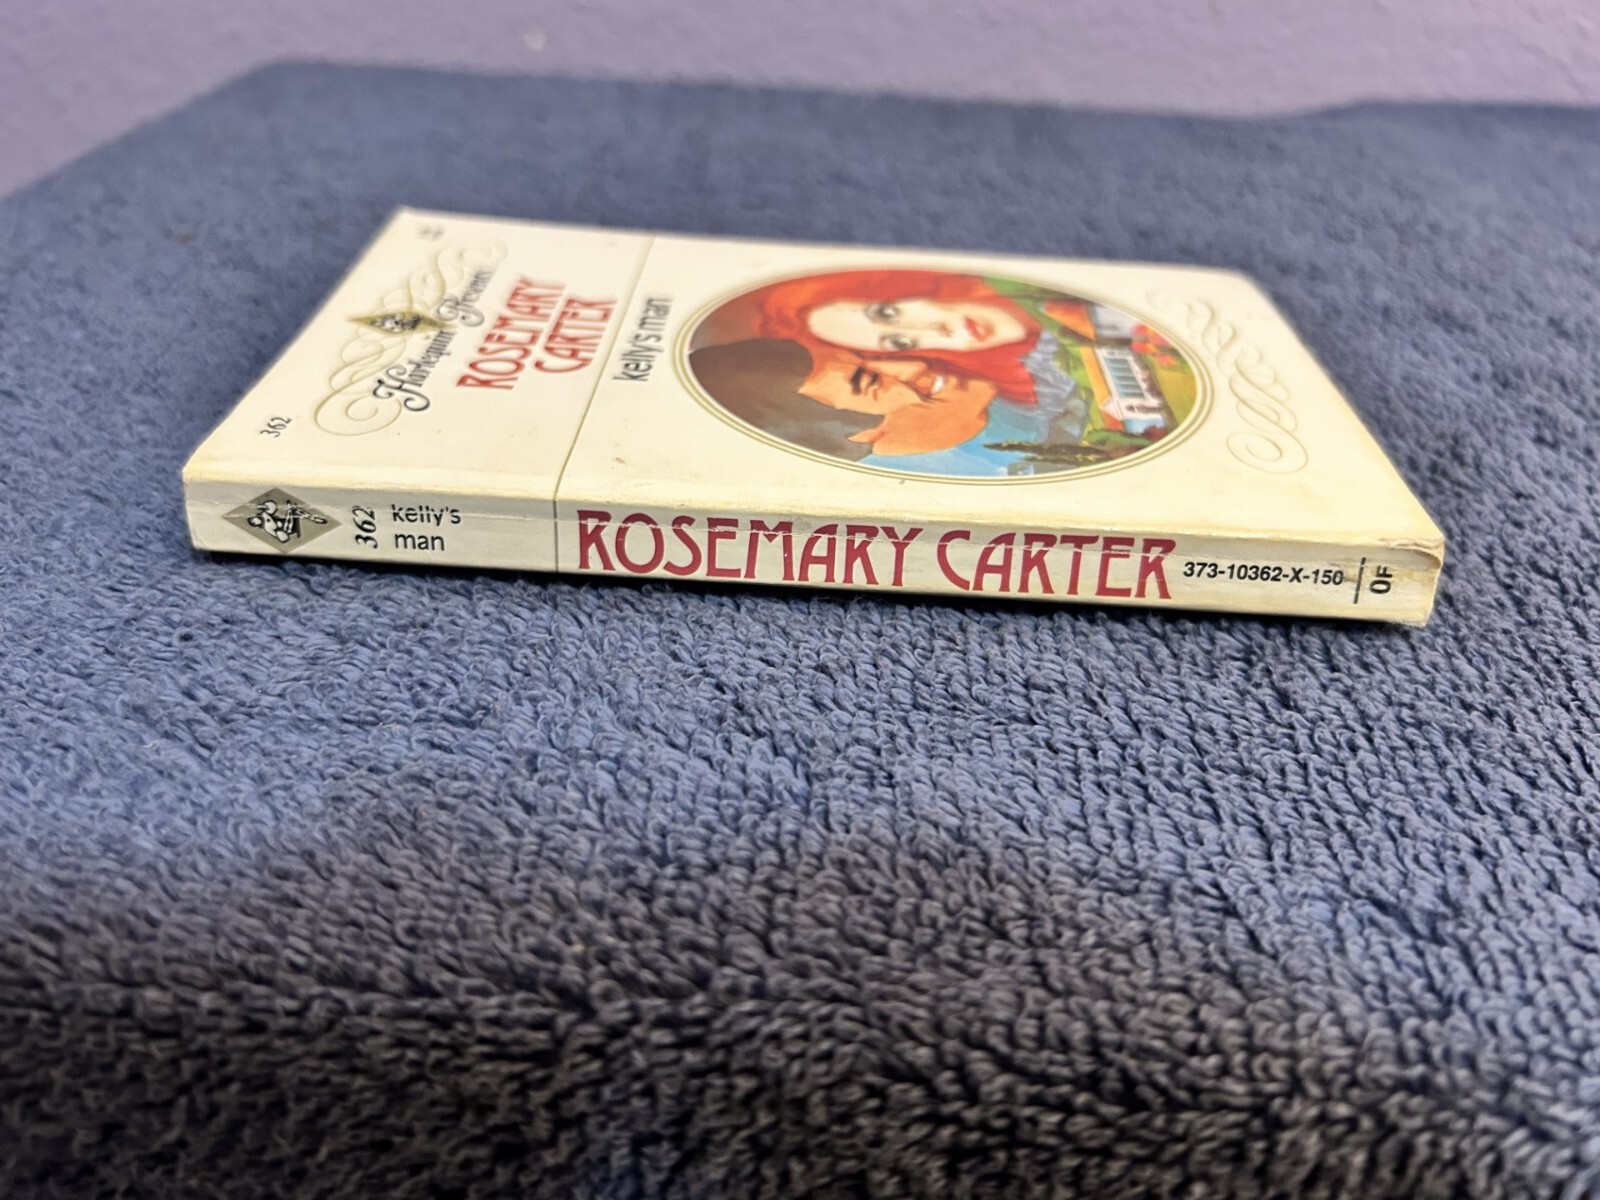 362
Harlequin Presents
ROSEMARY
CARTER
kelly's man
362
kelly's
man
ROSEMARY CARTER
373-10362-X-150
OF